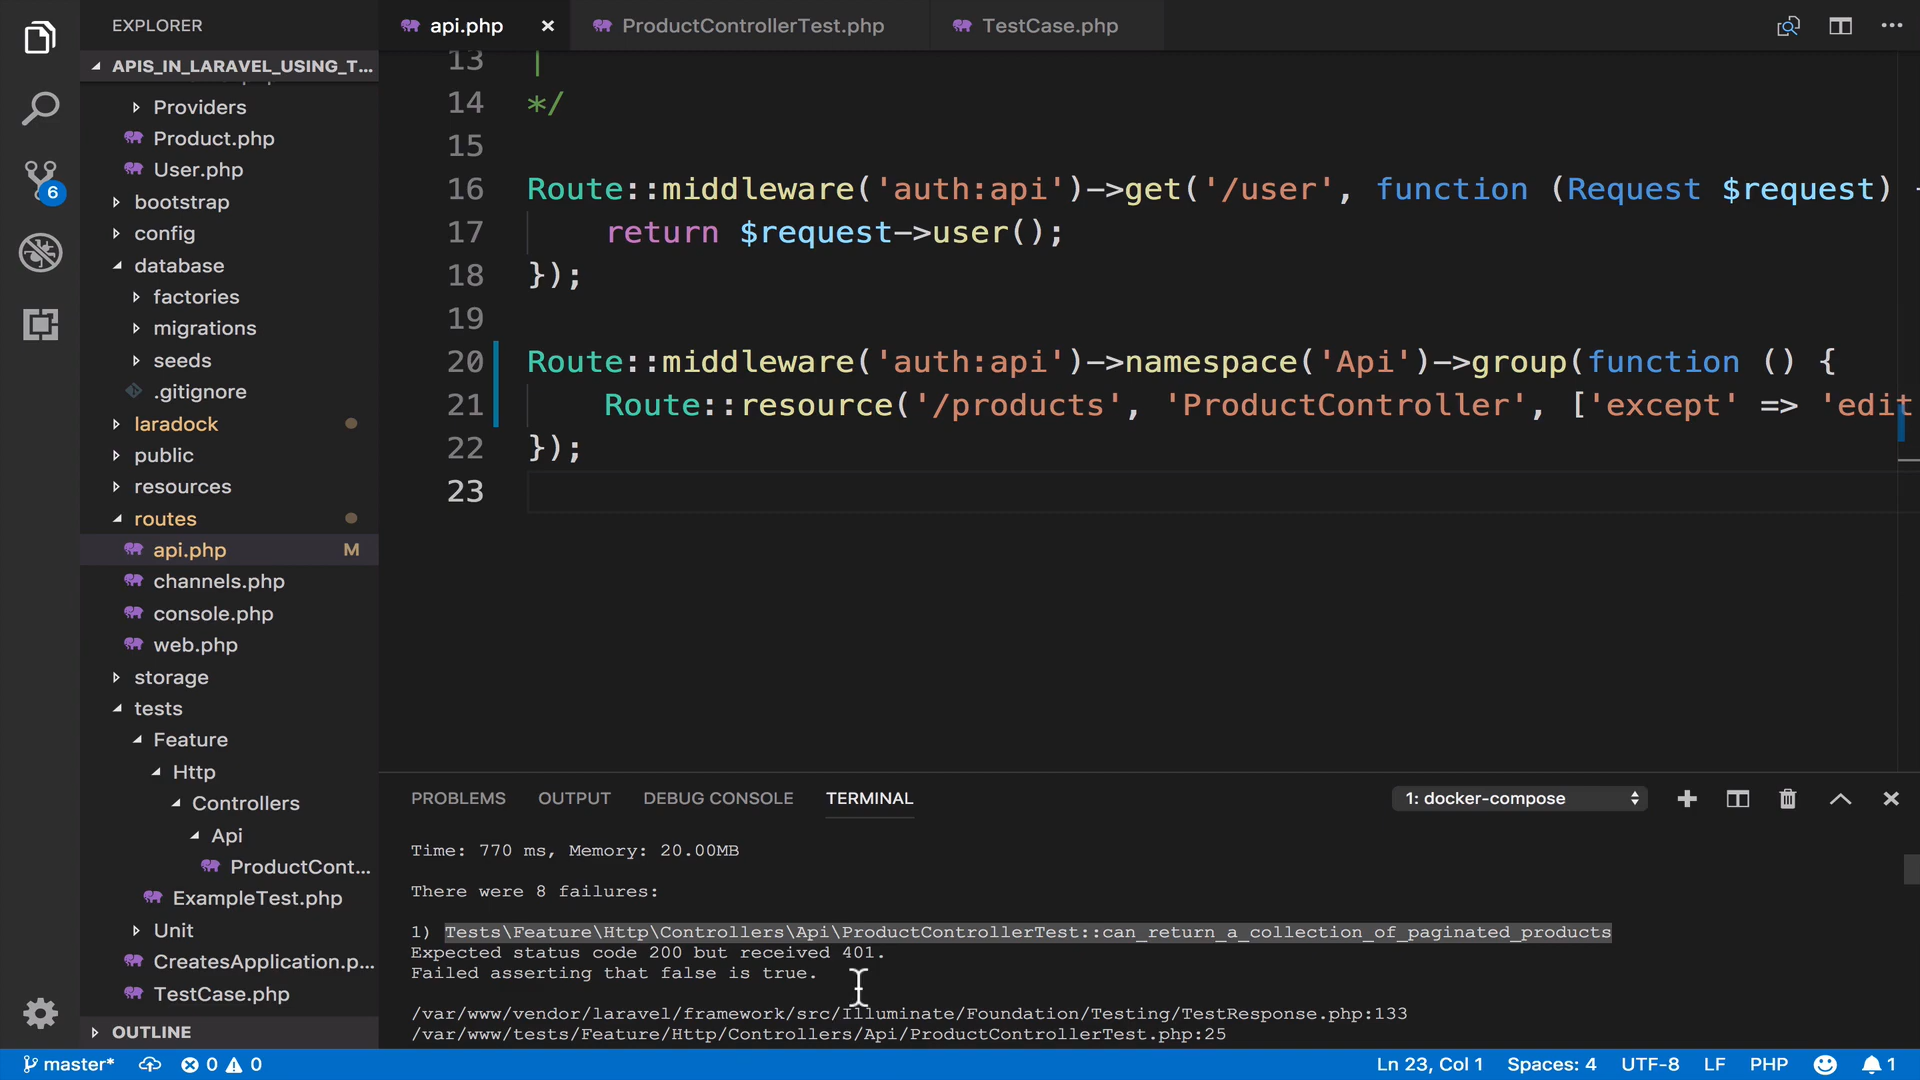 EXPLORER
api.php
ProductControllerTest.php
TestCase.php
APIS_IN_LARAVEL_USING_T...
Providers
Product.php
User.php
bootstrap
config
database
factories
migrations
seeds
.gitignore
laradock
public
resources
routes
api.php M
channels.php
console.php
web.php
storage
tests
Feature
Http
Controllers
Api
ProductCont...
ExampleTest.php
Unit
CreatesApplication.p...
TestCase.php
OUTLINE
6
13 |
14 */
15
16 Route::middleware('auth:api')->get('/user', function (Request $request)
17 return $request->user();
18 });
19
20 Route::middleware('auth:api')->namespace('Api')->group(function () {
21 Route::resource('/products', 'ProductController', ['except' => 'edit
22 });
23
PROBLEMS OUTPUT DEBUG CONSOLE TERMINAL
1: docker-compose
Time: 770 ms, Memory: 20.00MB
There were 8 failures:
1) Tests\Feature\Http\Controllers\Api\ProductControllerTest::can_return_a_collection_of_paginated_products
Expected status code 200 but received 401.
Failed asserting that false is true.
/var/www/vendor/laravel/framework/src/Illuminate/Foundation/Testing/TestResponse.php:133
/var/www/tests/Feature/Http/Controllers/Api/ProductControllerTest.php:25
master* 0 0 Ln 23, Col 1 Spaces: 4 UTF-8 LF PHP 1